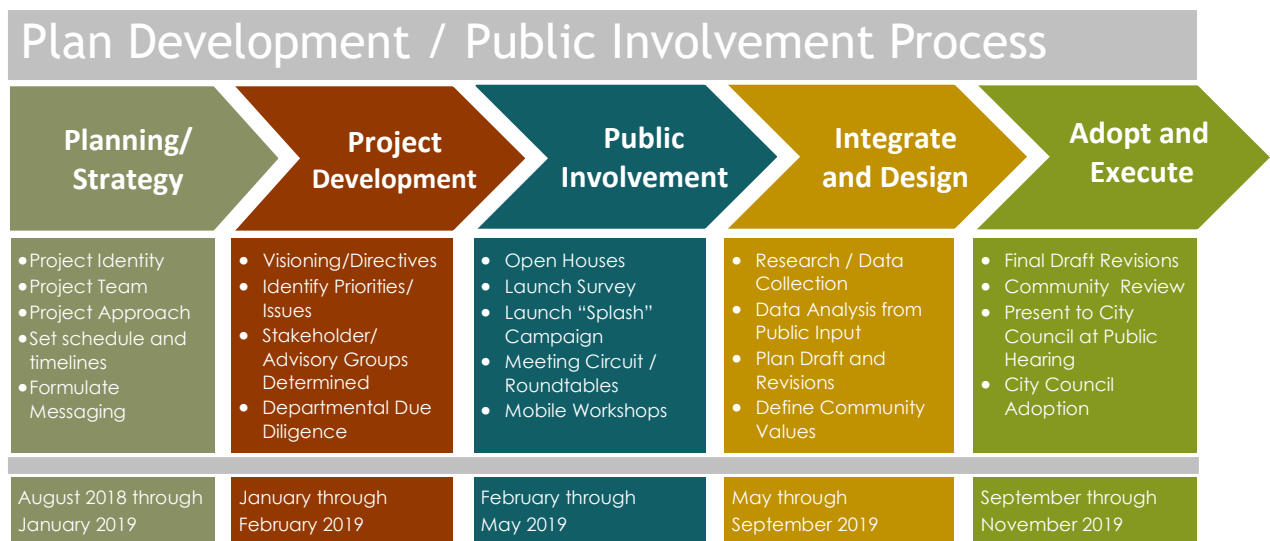 Plan Development / Public Involvement Process
Planning/
Strategy
Project
Development
Public
Involvement
Integrate
and Design
Adopt and
Execute
•Project Identity
•Project Team
•Project Approach
•Set schedule and
timelines
•Formulate
Messaging
• Visioning/Directives
• Identify Priorities/
Issues
• Stakeholder/
Advisory Groups
Determined
• Departmental Due
Diligence
• Open Houses
• Launch Survey
• Launch “Splash”
Campaign
• Meeting Circuit /
Roundtables
• Mobile Workshops
• Research / Data
Collection
• Data Analysis from
Public Input
• Plan Draft and
Revisions
• Define Community
Values
• Final Draft Revisions
• Community Review
• Present to City
Council at Public
Hearing
• City Council
Adoption
August 2018 through
January 2019
January through
February 2019
February through
May 2019
May through
September 2019
September through
November 2019